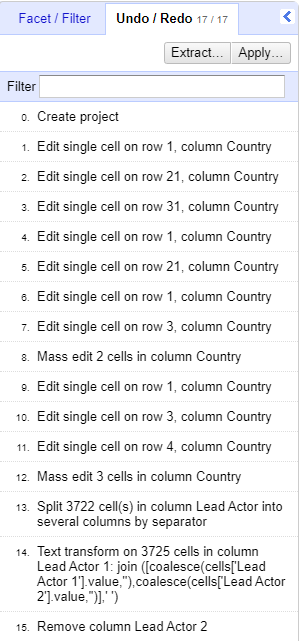 Facet / Filter Undo / Redo 17 / 17
Extract... Apply...
Filter
0. Create project
1. Edit single cell on row 1, column Country
2. Edit single cell on row 21, column Country
3. Edit single cell on row 31, column Country
4. Edit single cell on row 1, column Country
5. Edit single cell on row 21, column Country
6. Edit single cell on row 1, column Country
7. Edit single cell on row 3, column Country
8. Mass edit 2 cells in column Country
9. Edit single cell on row 1, column Country
10. Edit single cell on row 3, column Country
11. Edit single cell on row 4, column Country
12. Mass edit 3 cells in column Country
13. Split 3722 cell(s) in column Lead Actor into
several columns by separator
14. Text transform on 3725 cells in column
Lead Actor 1: join ([coalesce(cells['Lead
Actor 1'].value,''),coalesce(cells['Lead Actor
2'].value,'')],' ')
15. Remove column Lead Actor 2